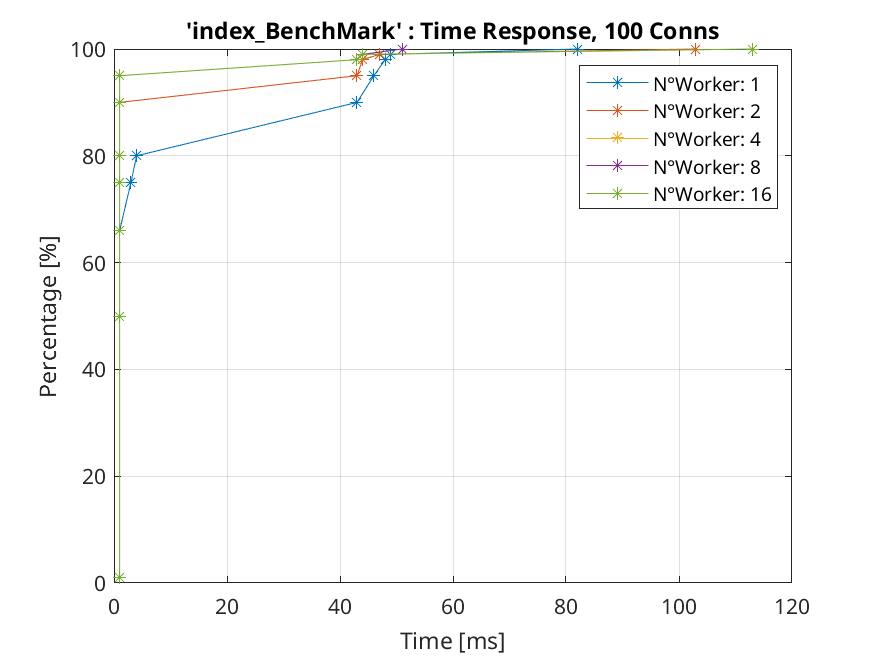 'index_BenchMark' : Time Response, 100 Conns
100
80
60
40
20
0
Percentage [%]
N°Worker: 1
N°Worker: 2
N°Worker: 4
N°Worker: 8
N°Worker: 16
0 20 40 60 80 100 120
Time [ms]